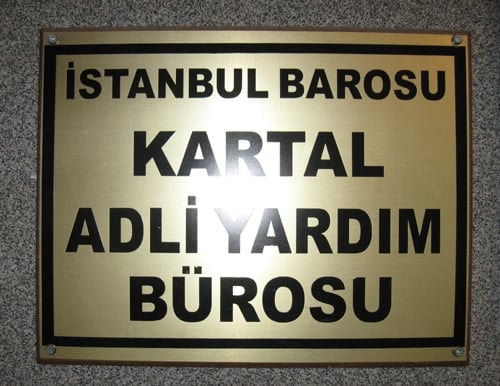 İSTANBUL BAROSU
KARTAL
ADLİ YARDIM
BÜROSU